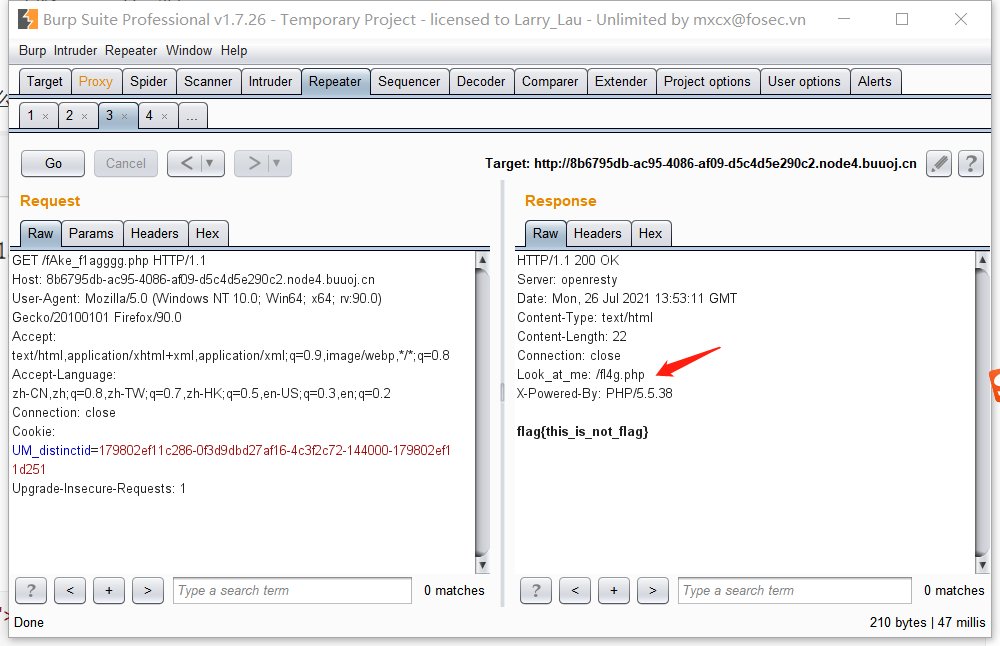 Burp Suite Professional v1.7.26 - Temporary Project - licensed to Larry_Lau - Unlimited by mxcx@fosec.vn
Burp Intruder Repeater Window Help
Target Proxy Spider Scanner Intruder Repeater Sequencer Decoder Comparer Extender Project options User options Alerts
1 × 2 × 3 × 4 × ...
Go Cancel < ▼ > ▼ Target: http://8b6795db-ac95-4086-af09-d5c4d5e290c2.node4.buuoj.cn ?
Request
Raw Params Headers Hex
GET /fAke_f1agggg.php HTTP/1.1
Host: 8b6795db-ac95-4086-af09-d5c4d5e290c2.node4.buuoj.cn
User-Agent: Mozilla/5.0 (Windows NT 10.0; Win64; x64; rv:90.0)
Gecko/20100101 Firefox/90.0
Accept:
text/html,application/xhtml+xml,application/xml;q=0.9,image/webp,*/*;q=0.8
Accept-Language:
zh-CN,zh;q=0.8,zh-TW;q=0.7,zh-HK;q=0.5,en-US;q=0.3,en;q=0.2
Connection: close
Cookie:
UM_distinctid=179802ef11c286-0f3d9dbd27af16-4c3f2c72-144000-179802ef1
1d251
Upgrade-Insecure-Requests: 1
? < + > Type a search term 0 matches
Response
Raw Headers Hex
HTTP/1.1 200 OK
Server: openresty
Date: Mon, 26 Jul 2021 13:53:11 GMT
Content-Type: text/html
Content-Length: 22
Connection: close
Look_at_me: /fl4g.php
X-Powered-By: PHP/5.5.38
flag{this_is_not_flag}
? < + > Type a search term 0 matches
Done
210 bytes | 47 millis